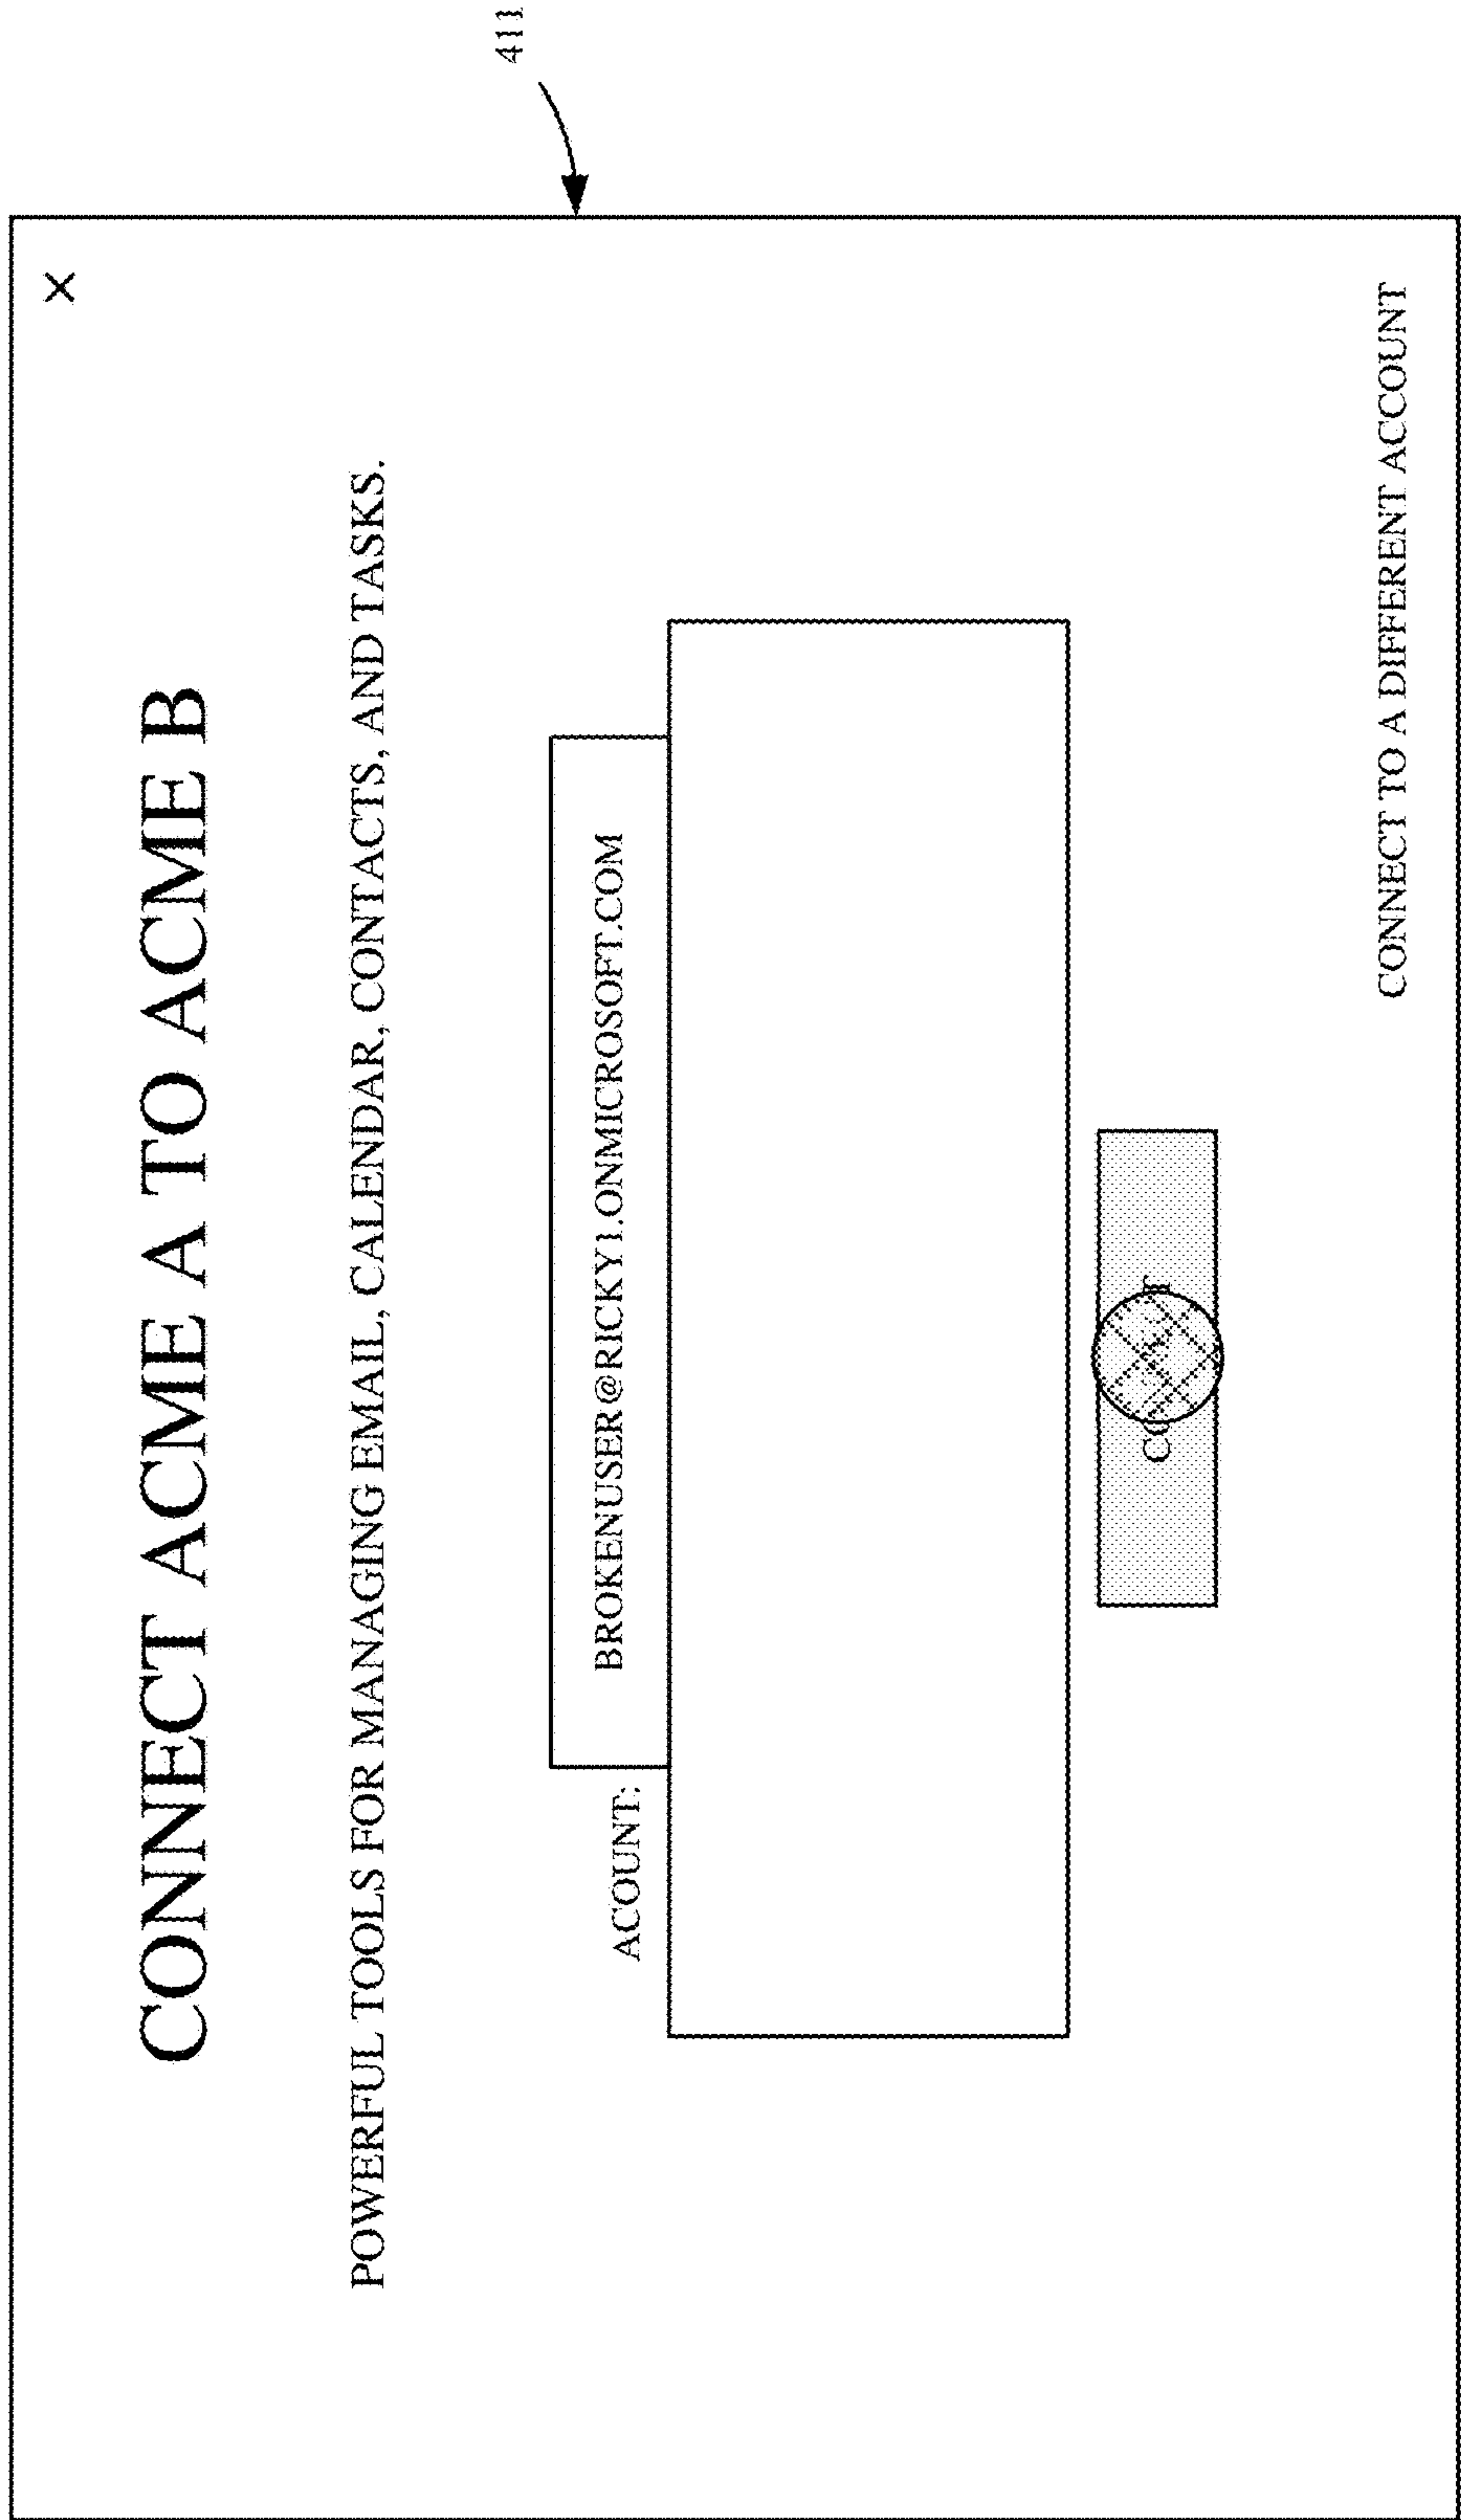 411
X
CONNECT ACME A TO ACME B
POWERFUL TOOLS FOR MANAGING EMAIL, CALENDAR, CONTACTS, AND TASKS.
ACOUNT:
BROKENUSER@RICKY1.ONMICROSOFT.COM
CONNECT TO A DIFFERENT ACCOUNT